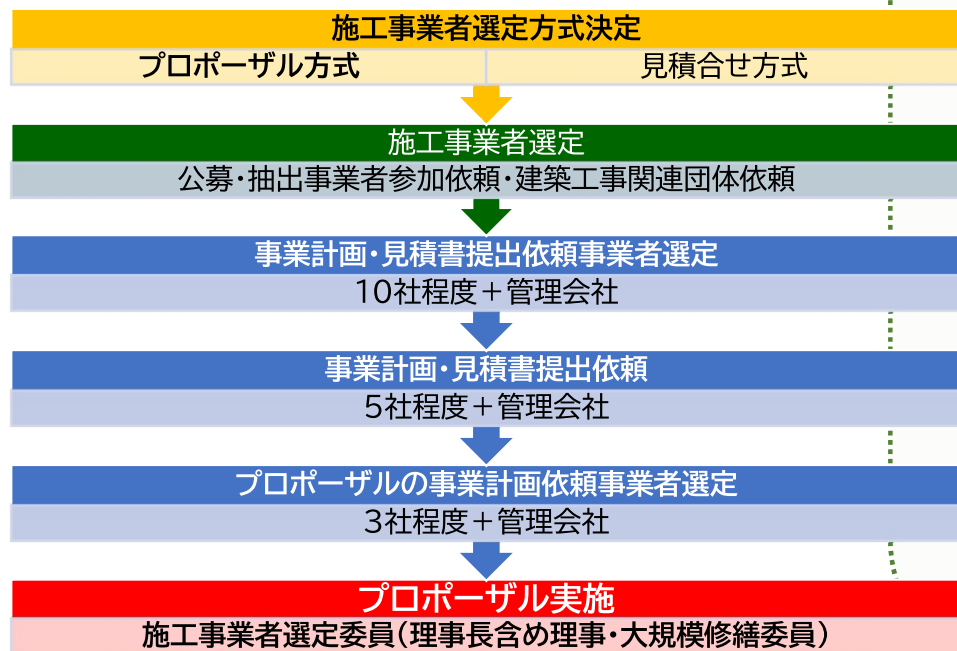 施工事業者選定方式決定
プロポーザル方式 見積合せ方式
施工事業者選定
公募・抽出事業者参加依頼・建築工事関連団体依頼
事業計画・見積書提出依頼事業者選定
10社程度＋管理会社
事業計画・見積書提出依頼
5社程度＋管理会社
プロポーザルの事業計画依頼事業者選定
3社程度＋管理会社
プロポーザル実施
施工事業者選定委員（理事長含め理事・大規模修繕委員）